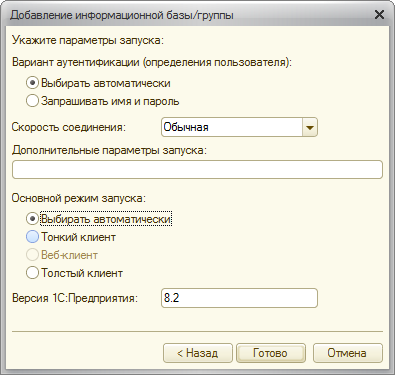 Добавление информационной базы/группы
Укажите параметры запуска:
Вариант аутентификации (определения пользователя):
Выбирать автоматически
Запрашивать имя и пароль
Скорость соединения: Обычная
Дополнительные параметры запуска:
Основной режим запуска:
Выбирать автоматически
Тонкий клиент
Веб-клиент
Толстый клиент
Версия 1С:Предприятия: 8.2
< Назад Готово Отмена